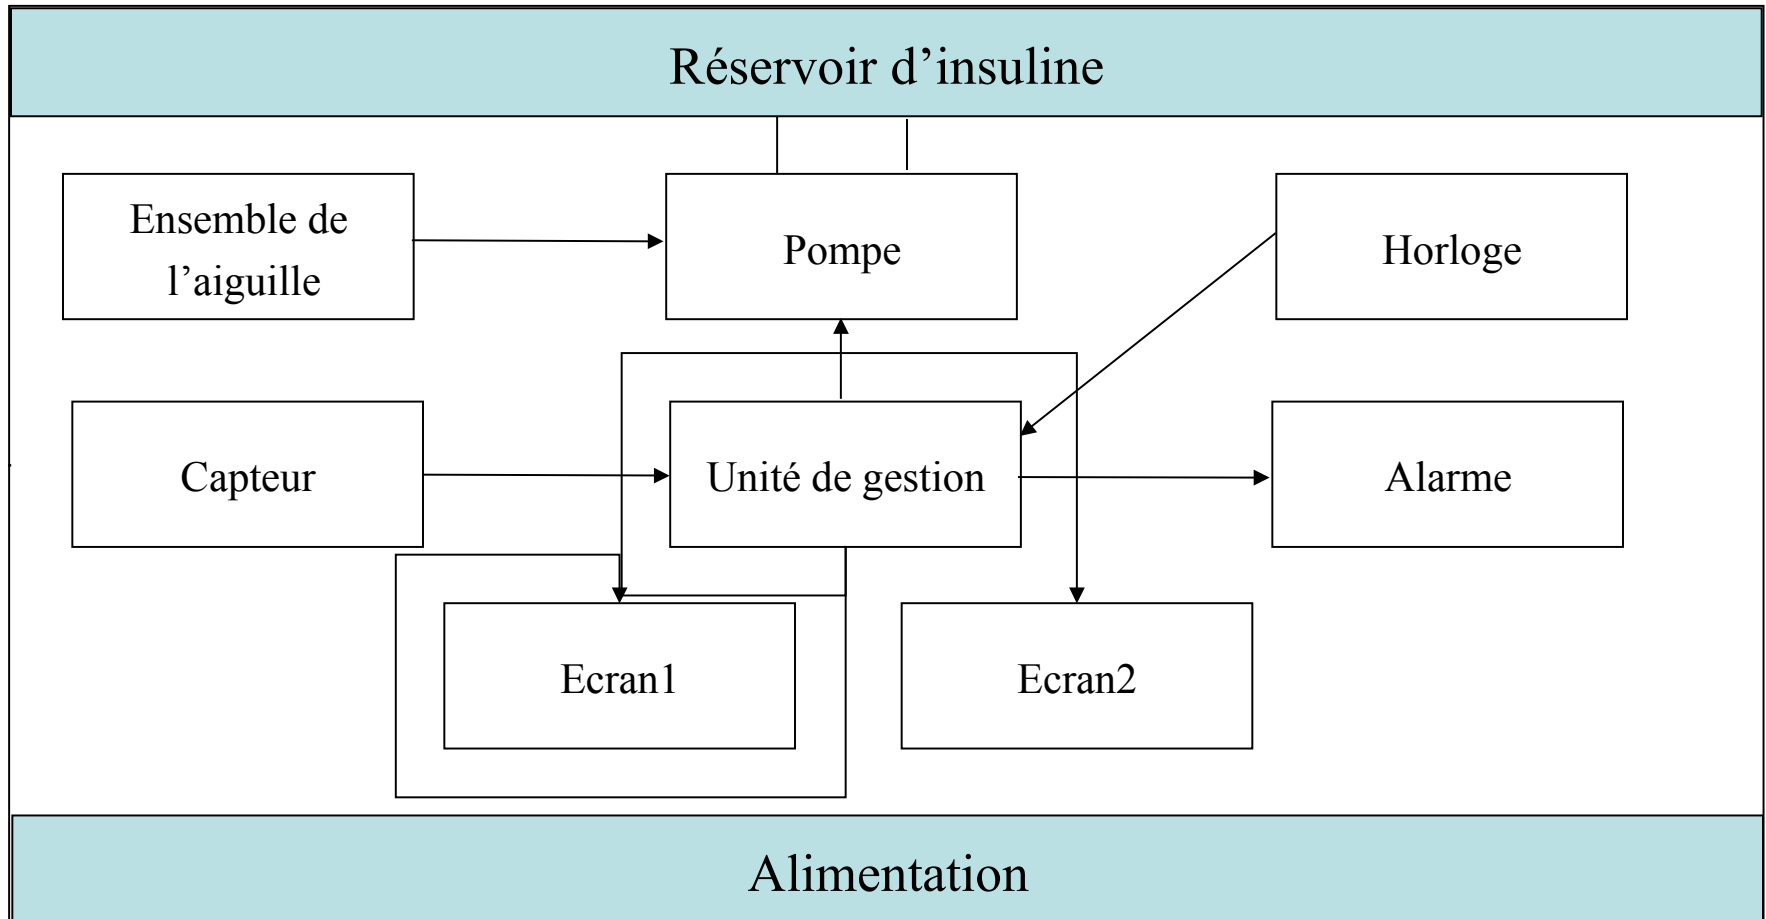 Réservoir d’insuline
Ensemble de
l’aiguille
Pompe
Horloge
Capteur
Unité de gestion
Alarme
Ecran1
Ecran2
Alimentation